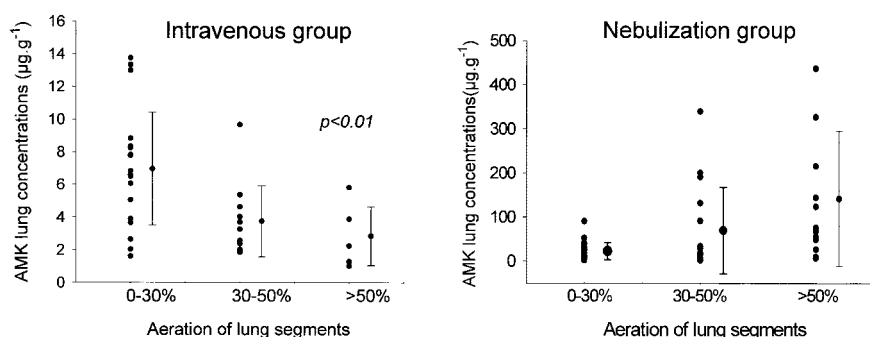 Intravenous group
AMK lung concentrations (µg.g⁻¹)
16
14
12
10
8
6
4
2
0
p<0.01
0-30% 30-50% >50%
Aeration of lung segments
Nebulization group
AMK lung concentrations(µg.g⁻¹)
500
400
300
200
100
0
0-30% 30-50% >50%
Aeration of lung segments